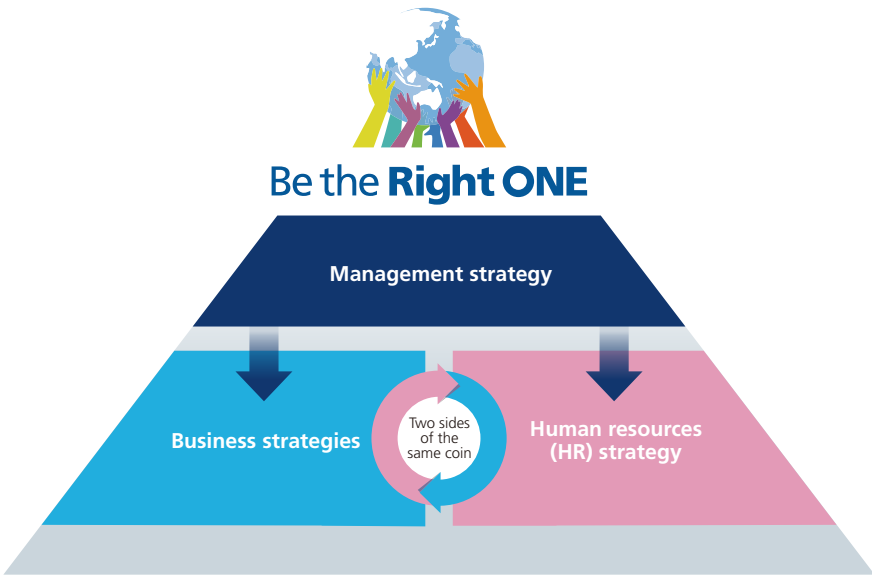 Be the Right ONE
Management strategy
Business strategies
Two sides
of the
same coin
Human resources
(HR) strategy